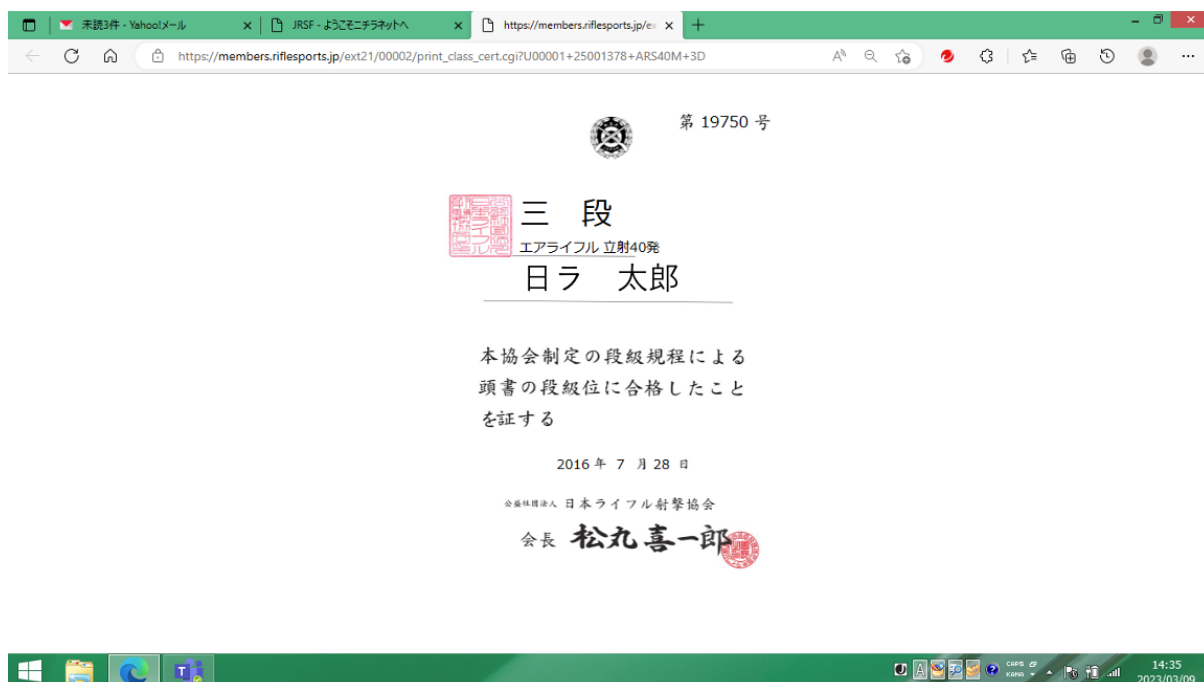 未読3件 - Yahoo!メール
JRSF - ようこそニチラネットへ
https://members.riflesports.jp/ex
https://members.riflesports.jp/ext21/00002/print_class_cert.cgi?U00001+25001378+ARS40M+3D
第 19750 号
三 段
エアライフル 立射40発
日ラ 太郎
本協会制定の段級規程による
頭書の段級位に合格したこと
を証する
2016 年 7 月 28 日
公益社団法人 日本ライフル射撃協会
会長 松丸喜一郎
CAPS
KANA
14:35
2023/03/09